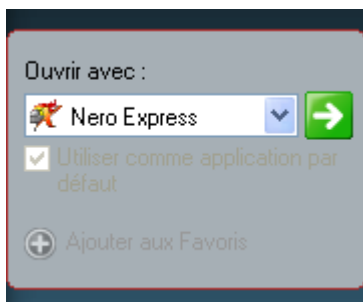 Ouvrir avec :
Nero Express
Utiliser comme application par
défaut
Ajouter aux Favoris